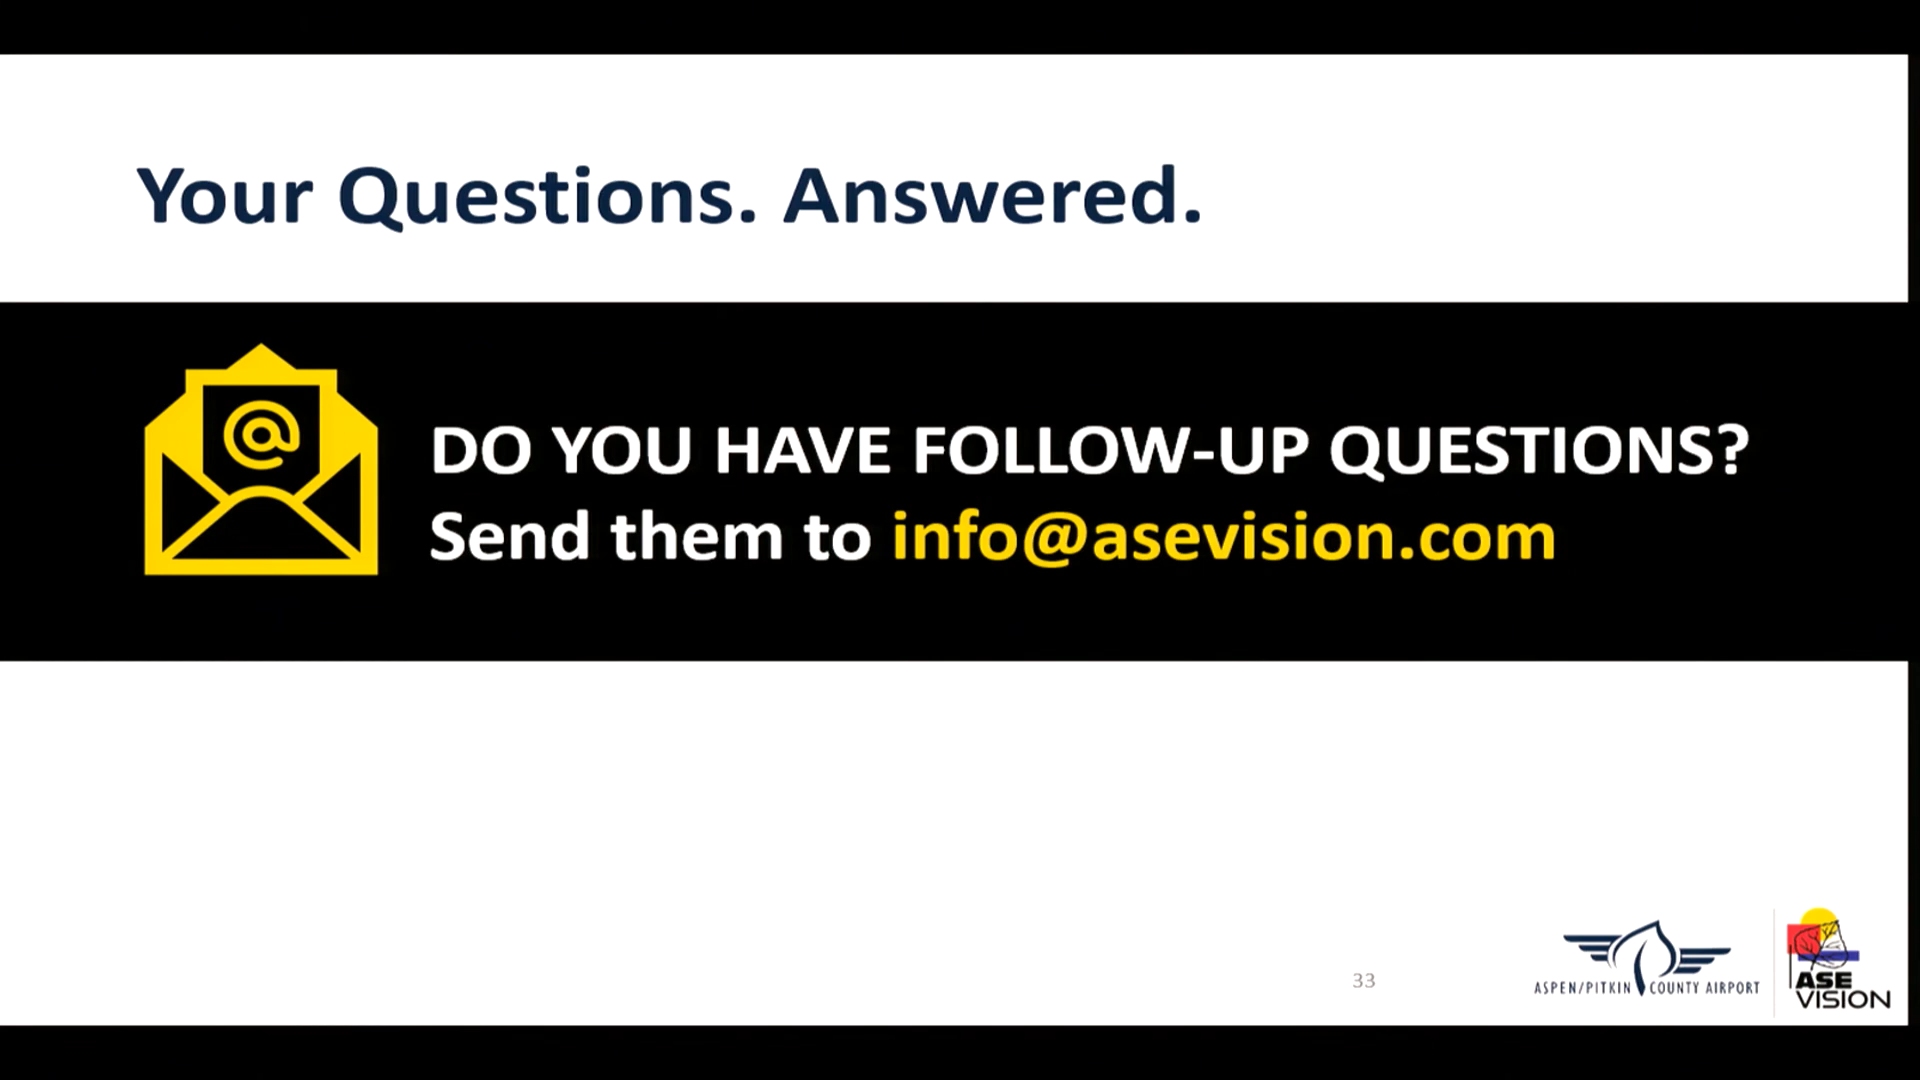 Your Questions. Answered.
@
DO YOU HAVE FOLLOW-UP QUESTIONS?
Send them to info@asevision.com
33
ASPEN/PITKIN COUNTY AIRPORT
ASE
VISION